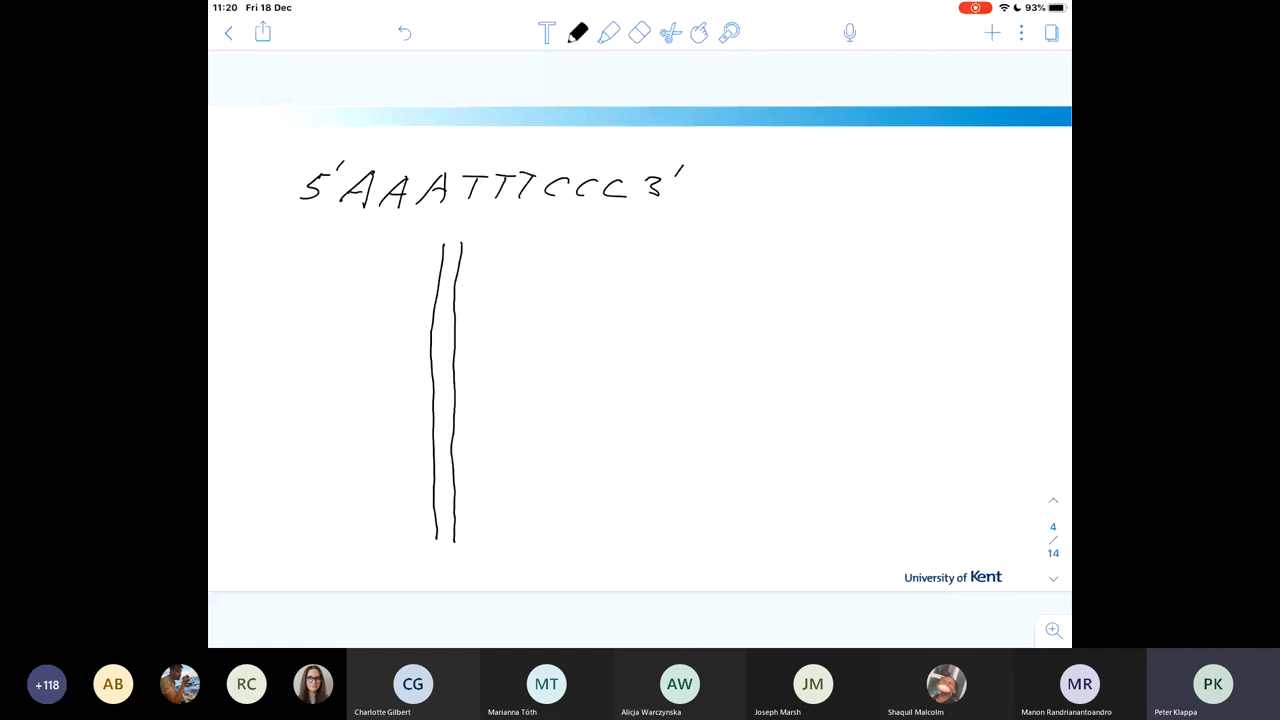 11:20 Fri 18 Dec
93%
T
5' A A A T T T C C C 3'
4
/
14
University of Kent
+118
AB
RC
CG
MT
AW
JM
MR
PK
Charlotte Gilbert
Marianna Tóth
Alicja Warczynska
Joseph Marsh
Shaquil Malcolm
Manon Randrianantoandro
Peter Klappa